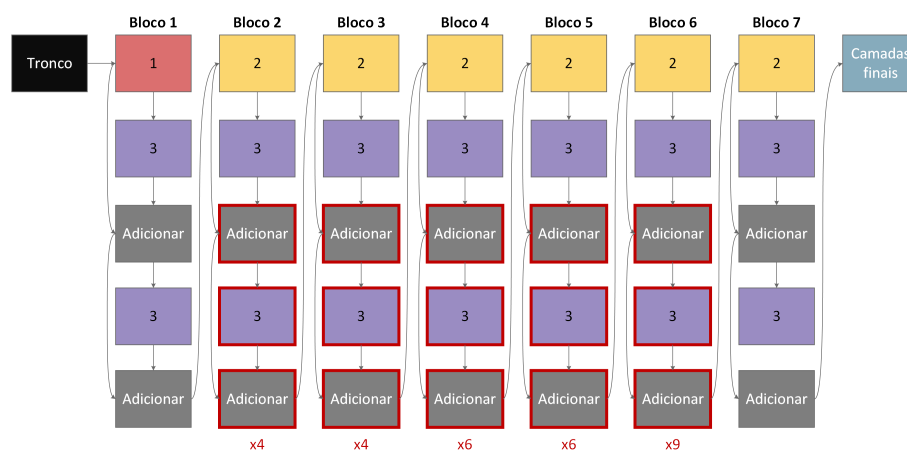 Bloco 1 Bloco 2 Bloco 3 Bloco 4 Bloco 5 Bloco 6 Bloco 7
Tronco 1 2 2 2 2 2 2 Camadas
finais
3 3 3 3 3 3 3
Adicionar Adicionar Adicionar Adicionar Adicionar Adicionar Adicionar
3 3 3 3 3 3 3
Adicionar Adicionar Adicionar Adicionar Adicionar Adicionar Adicionar
x4 x4 x6 x6 x9